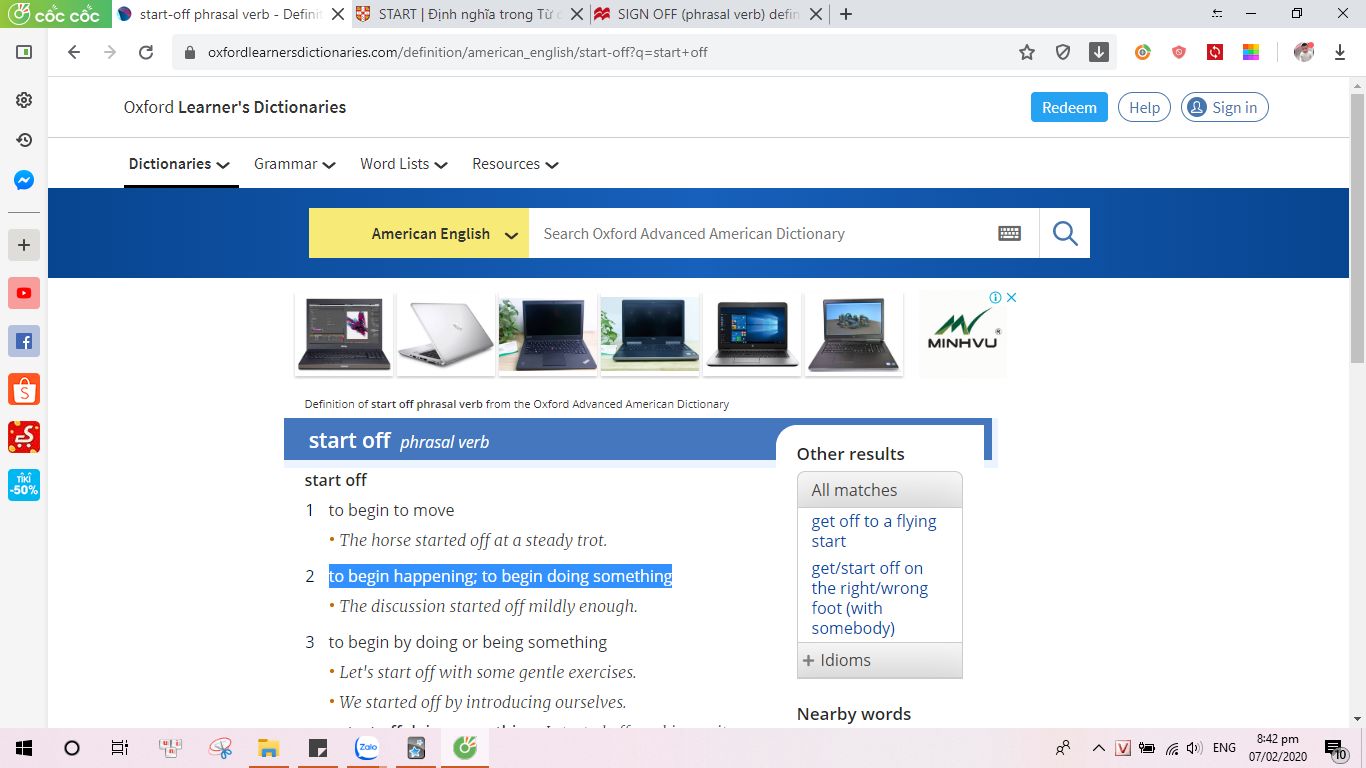 cốc cốc
start-off phrasal verb - Defini
START | Định nghĩa trong Từ đ
SIGN OFF (phrasal verb) defin
oxfordlearnersdictionaries.com/definition/american_english/start-off?q=start+off
Oxford Learner's Dictionaries
Redeem
Help
Sign in
Dictionaries
Grammar
Word Lists
Resources
American English
Search Oxford Advanced American Dictionary
MINHVU
Definition of start off phrasal verb from the Oxford Advanced American Dictionary
start off phrasal verb
start off
1 to begin to move
• The horse started off at a steady trot.
2 to begin happening; to begin doing something
• The discussion started off mildly enough.
3 to begin by doing or being something
• Let's start off with some gentle exercises.
• We started off by introducing ourselves.
Other results
All matches
get off to a flying
start
get/start off on
the right/wrong
foot (with
somebody)
+ Idioms
Nearby words
TIKI
-50%
Zalo
ENG
8:42 pm
07/02/2020
10